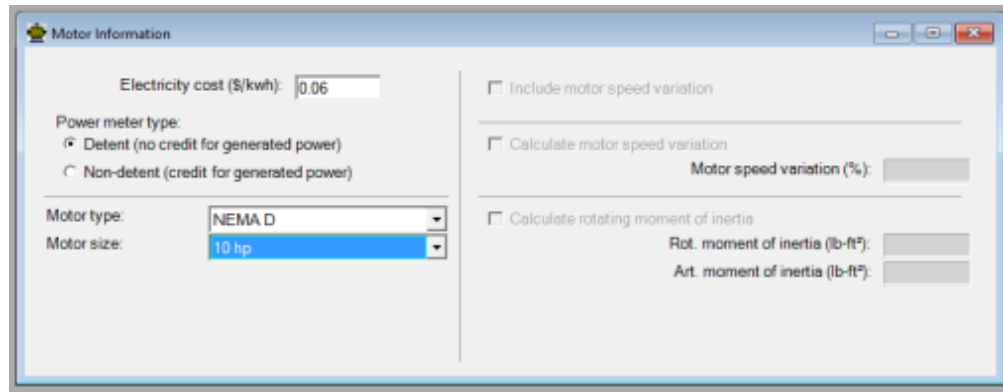 Motor Information
Electricity cost ($/kwh): 0.06
Power meter type:
Detent (no credit for generated power)
Non-detent (credit for generated power)
Motor type: NEMA D
Motor size: 10 hp
Include motor speed variation
Calculate motor speed variation
Motor speed variation (%):
Calculate rotating moment of inertia
Rot. moment of inertia (lb-ft²):
Art. moment of inertia (lb-ft²):